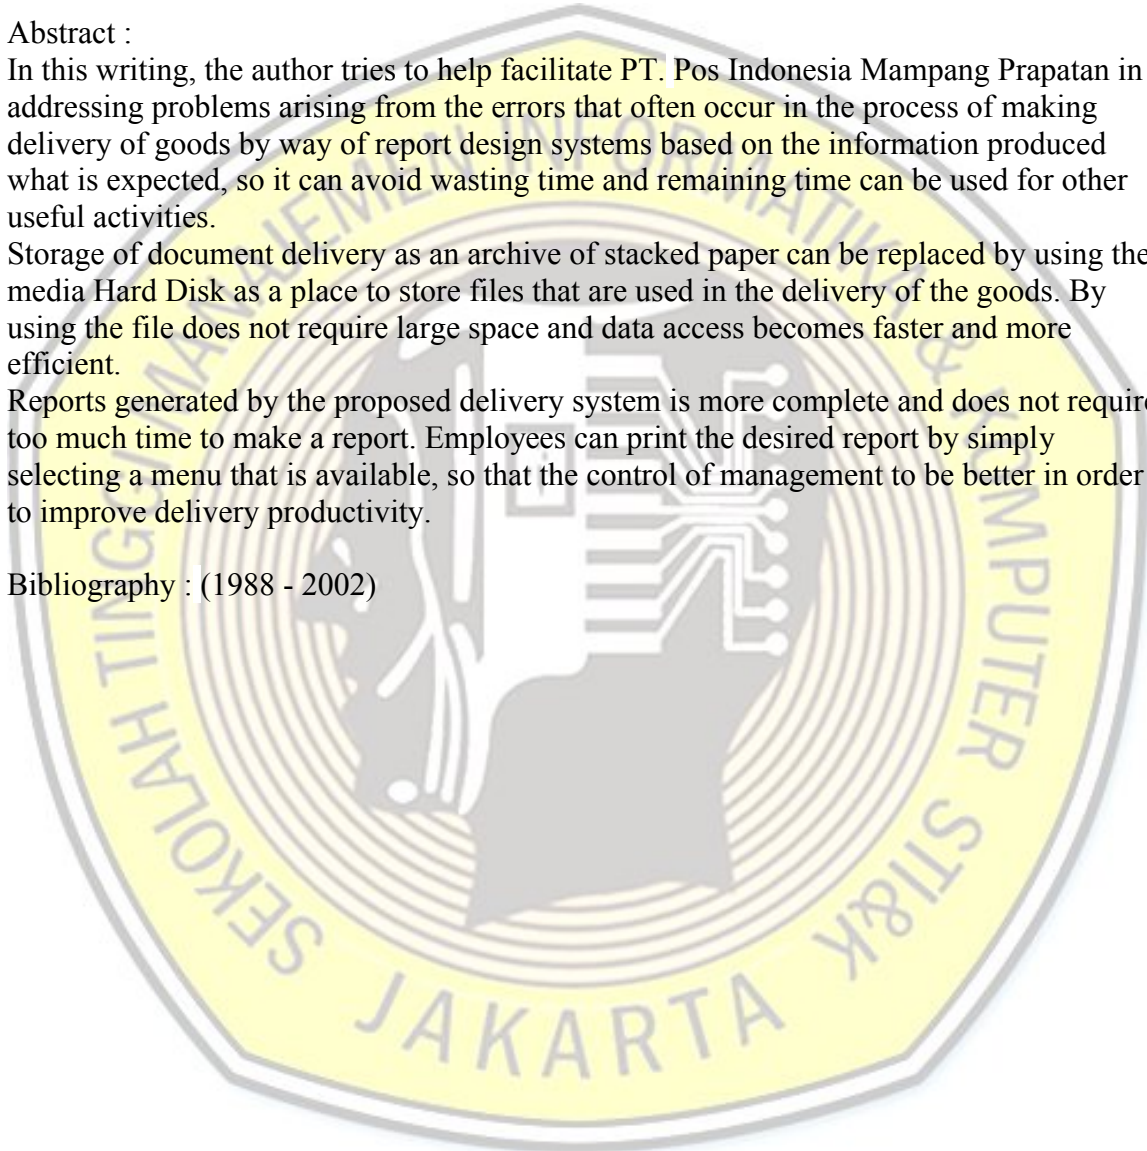 Abstract :
In this writing, the author tries to help facilitate PT. Pos Indonesia Mampang Prapatan in
addressing problems arising from the errors that often occur in the process of making
delivery of goods by way of report design systems based on the information produced
what is expected, so it can avoid wasting time and remaining time can be used for other
useful activities.
Storage of document delivery as an archive of stacked paper can be replaced by using the
media Hard Disk as a place to store files that are used in the delivery of the goods. By
using the file does not require large space and data access becomes faster and more
efficient.
Reports generated by the proposed delivery system is more complete and does not require
too much time to make a report. Employees can print the desired report by simply
selecting a menu that is available, so that the control of management to be better in order
to improve delivery productivity.
Bibliography : (1988 - 2002)
SEKOLAH TINGGI MANAJEMEN INFORMATIKA & KOMPUTER STI&K
JAKARTA